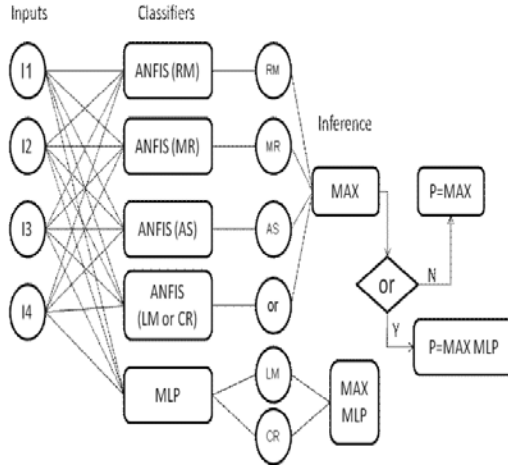 Inputs
Classifiers
I1
ANFIS (RM)
RM
Inference
I2
ANFIS (MR)
MR
MAX
P=MAX
I3
ANFIS (AS)
AS
or
N
I4
ANFIS
(LM or CR)
or
Y
P=MAX MLP
MLP
LM
CR
MAX
MLP